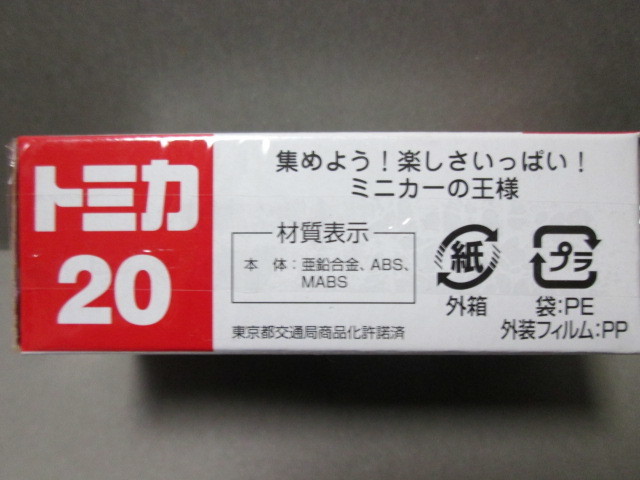 トミカ
20
集めよう!楽しさいっぱい!
ミニカーの王様
材質表示
本 体:亜鉛合金、ABS、
MABS
東京都交通局商品化許諾済
紙
外箱
プラ
袋:PE
外装フィルム:PP